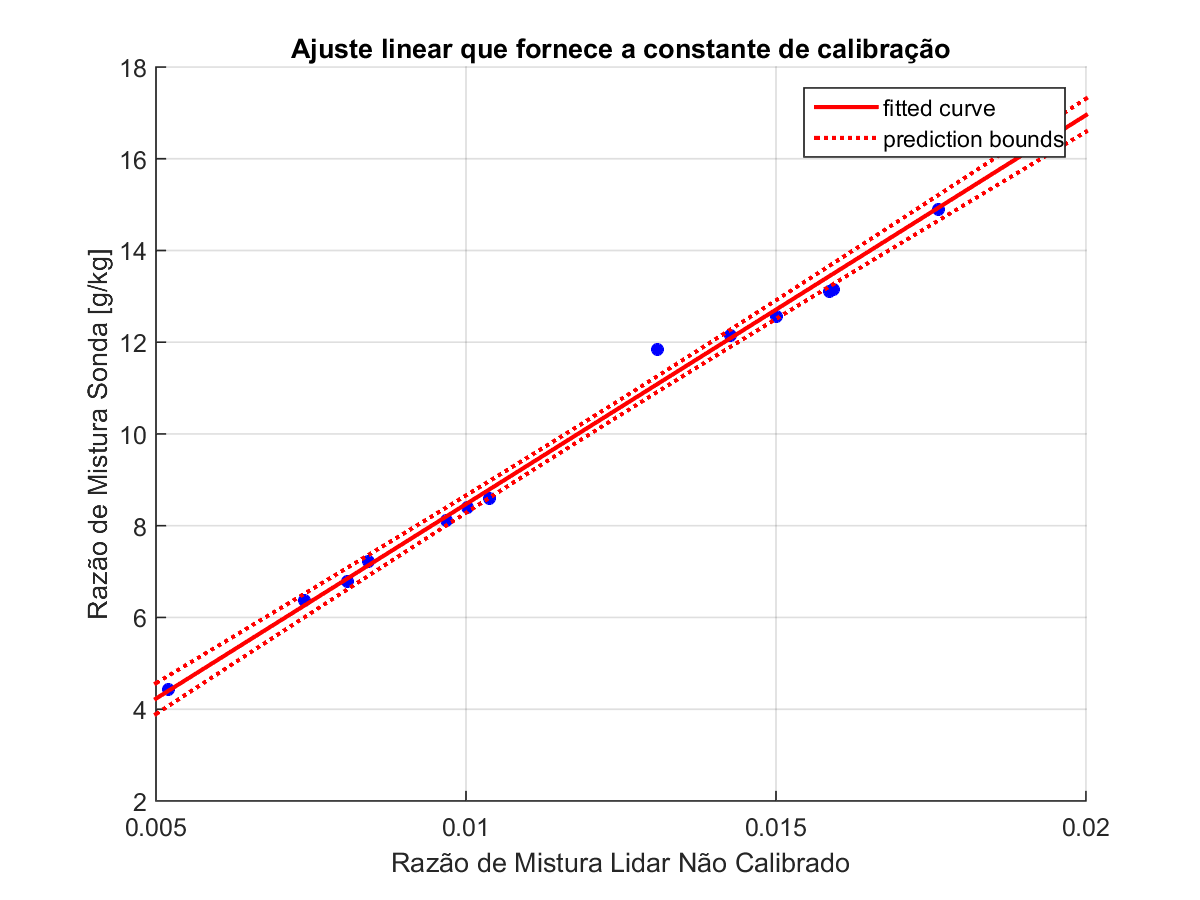 Ajuste linear que fornece a constante de calibração
18
fitted curve
prediction bounds
16
14
12
10
8
6
4
2
Razão de Mistura Sonda [g/kg]
0.005 0.01 0.015 0.02
Razão de Mistura Lidar Não Calibrado